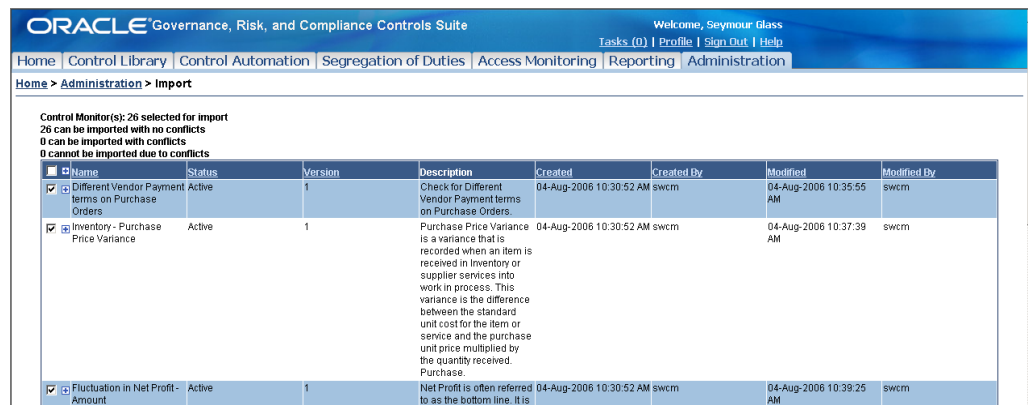 ORACLE Governance, Risk, and Compliance Controls Suite
Welcome, Seymour Glass
Tasks (0) | Profile | Sign Out | Help
Home Control Library Control Automation Segregation of Duties Access Monitoring Reporting Administration
Home > Administration > Import
Control Monitor(s): 26 selected for import
26 can be imported with no conflicts
0 can be imported with conflicts
0 cannot be imported due to conflicts
Name Status Version Description Created Created By Modified Modified By
Different Vendor Payment Active 1 Check for Different 04-Aug-2006 10:30:52 AM swcm 04-Aug-2006 10:35:55 swcm
terms on Purchase Vendor Payment terms AM
Orders on Purchase Orders.
Inventory - Purchase Active 1 Purchase Price Variance 04-Aug-2006 10:30:52 AM swcm 04-Aug-2006 10:37:39 swcm
Price Variance is a variance that is AM
recorded when an item is
received in Inventory or
supplier services into
work in process. This
variance is the difference
between the standard
unit cost for the item or
service and the purchase
unit price multiplied by
the quantity received.
Purchase.
Fluctuation in Net Profit - Active 1 Net Profit is often referred 04-Aug-2006 10:30:52 AM swcm 04-Aug-2006 10:39:25 swcm
Amount to as the bottom line. It is AM